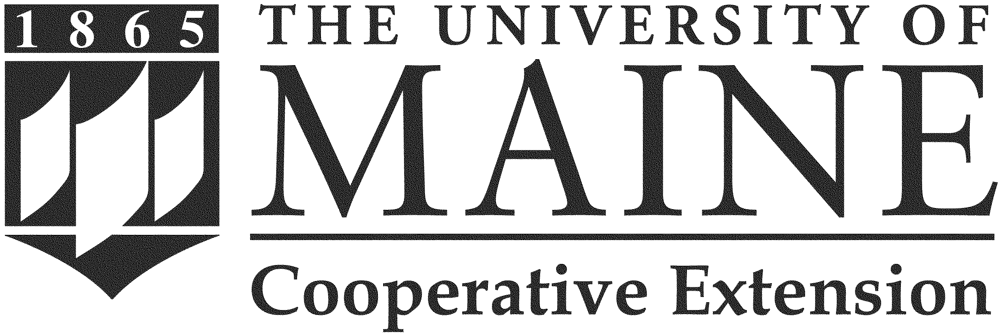 1865
THE UNIVERSITY OF
MAINE
Cooperative Extension